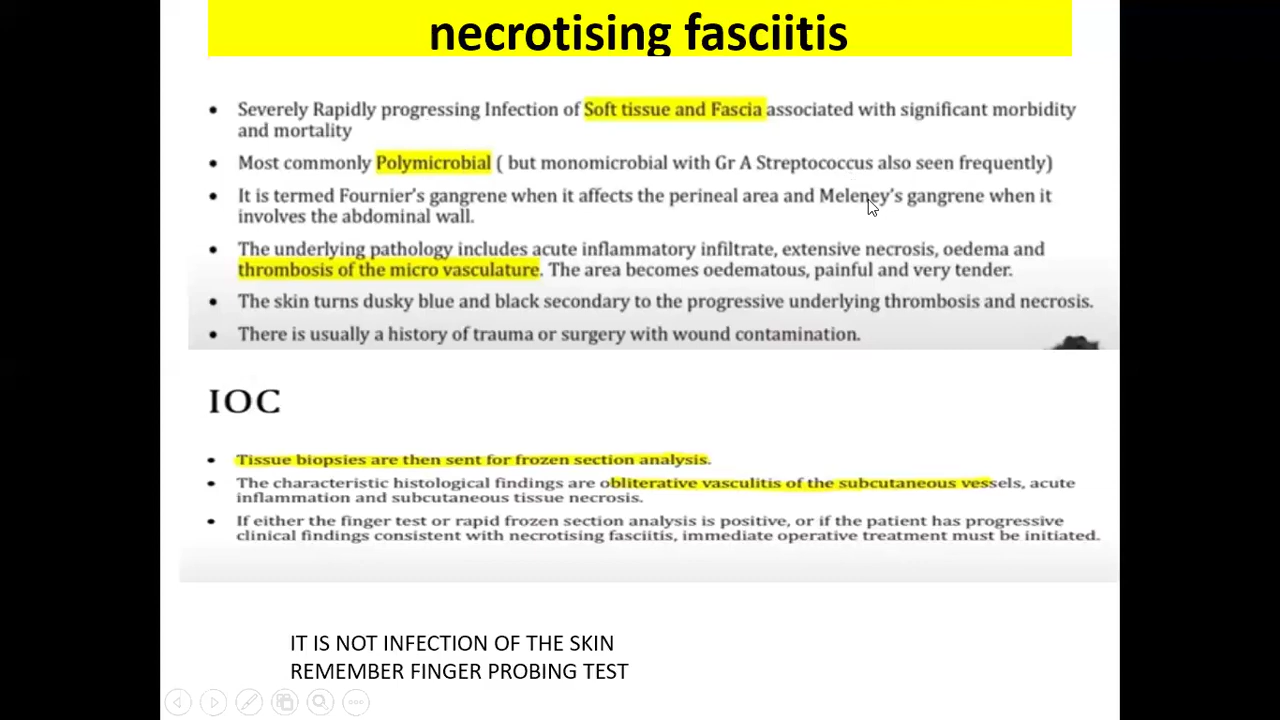 necrotising fasciitis
• Severely Rapidly progressing Infection of Soft tissue and Fascia associated with significant morbidity
and mortality
• Most commonly Polymicrobial ( but monomicrobial with Gr A Streptococcus also seen frequently)
• It is termed Fournier's gangrene when it affects the perineal area and Meleney's gangrene when it
involves the abdominal wall.
• The underlying pathology includes acute inflammatory infiltrate, extensive necrosis, oedema and
thrombosis of the micro vasculature. The area becomes oedematous, painful and very tender.
• The skin turns dusky blue and black secondary to the progressive underlying thrombosis and necrosis.
• There is usually a history of trauma or surgery with wound contamination.
IOC
• Tissue biopsies are then sent for frozen section analysis.
• The characteristic histological findings are obliterative vasculitis of the subcutaneous vessels, acute
inflammation and subcutaneous tissue necrosis.
• If either the finger test or rapid frozen section analysis is positive, or if the patient has progressive
clinical findings consistent with necrotising fasciitis, immediate operative treatment must be initiated.
IT IS NOT INFECTION OF THE SKIN
REMEMBER FINGER PROBING TEST